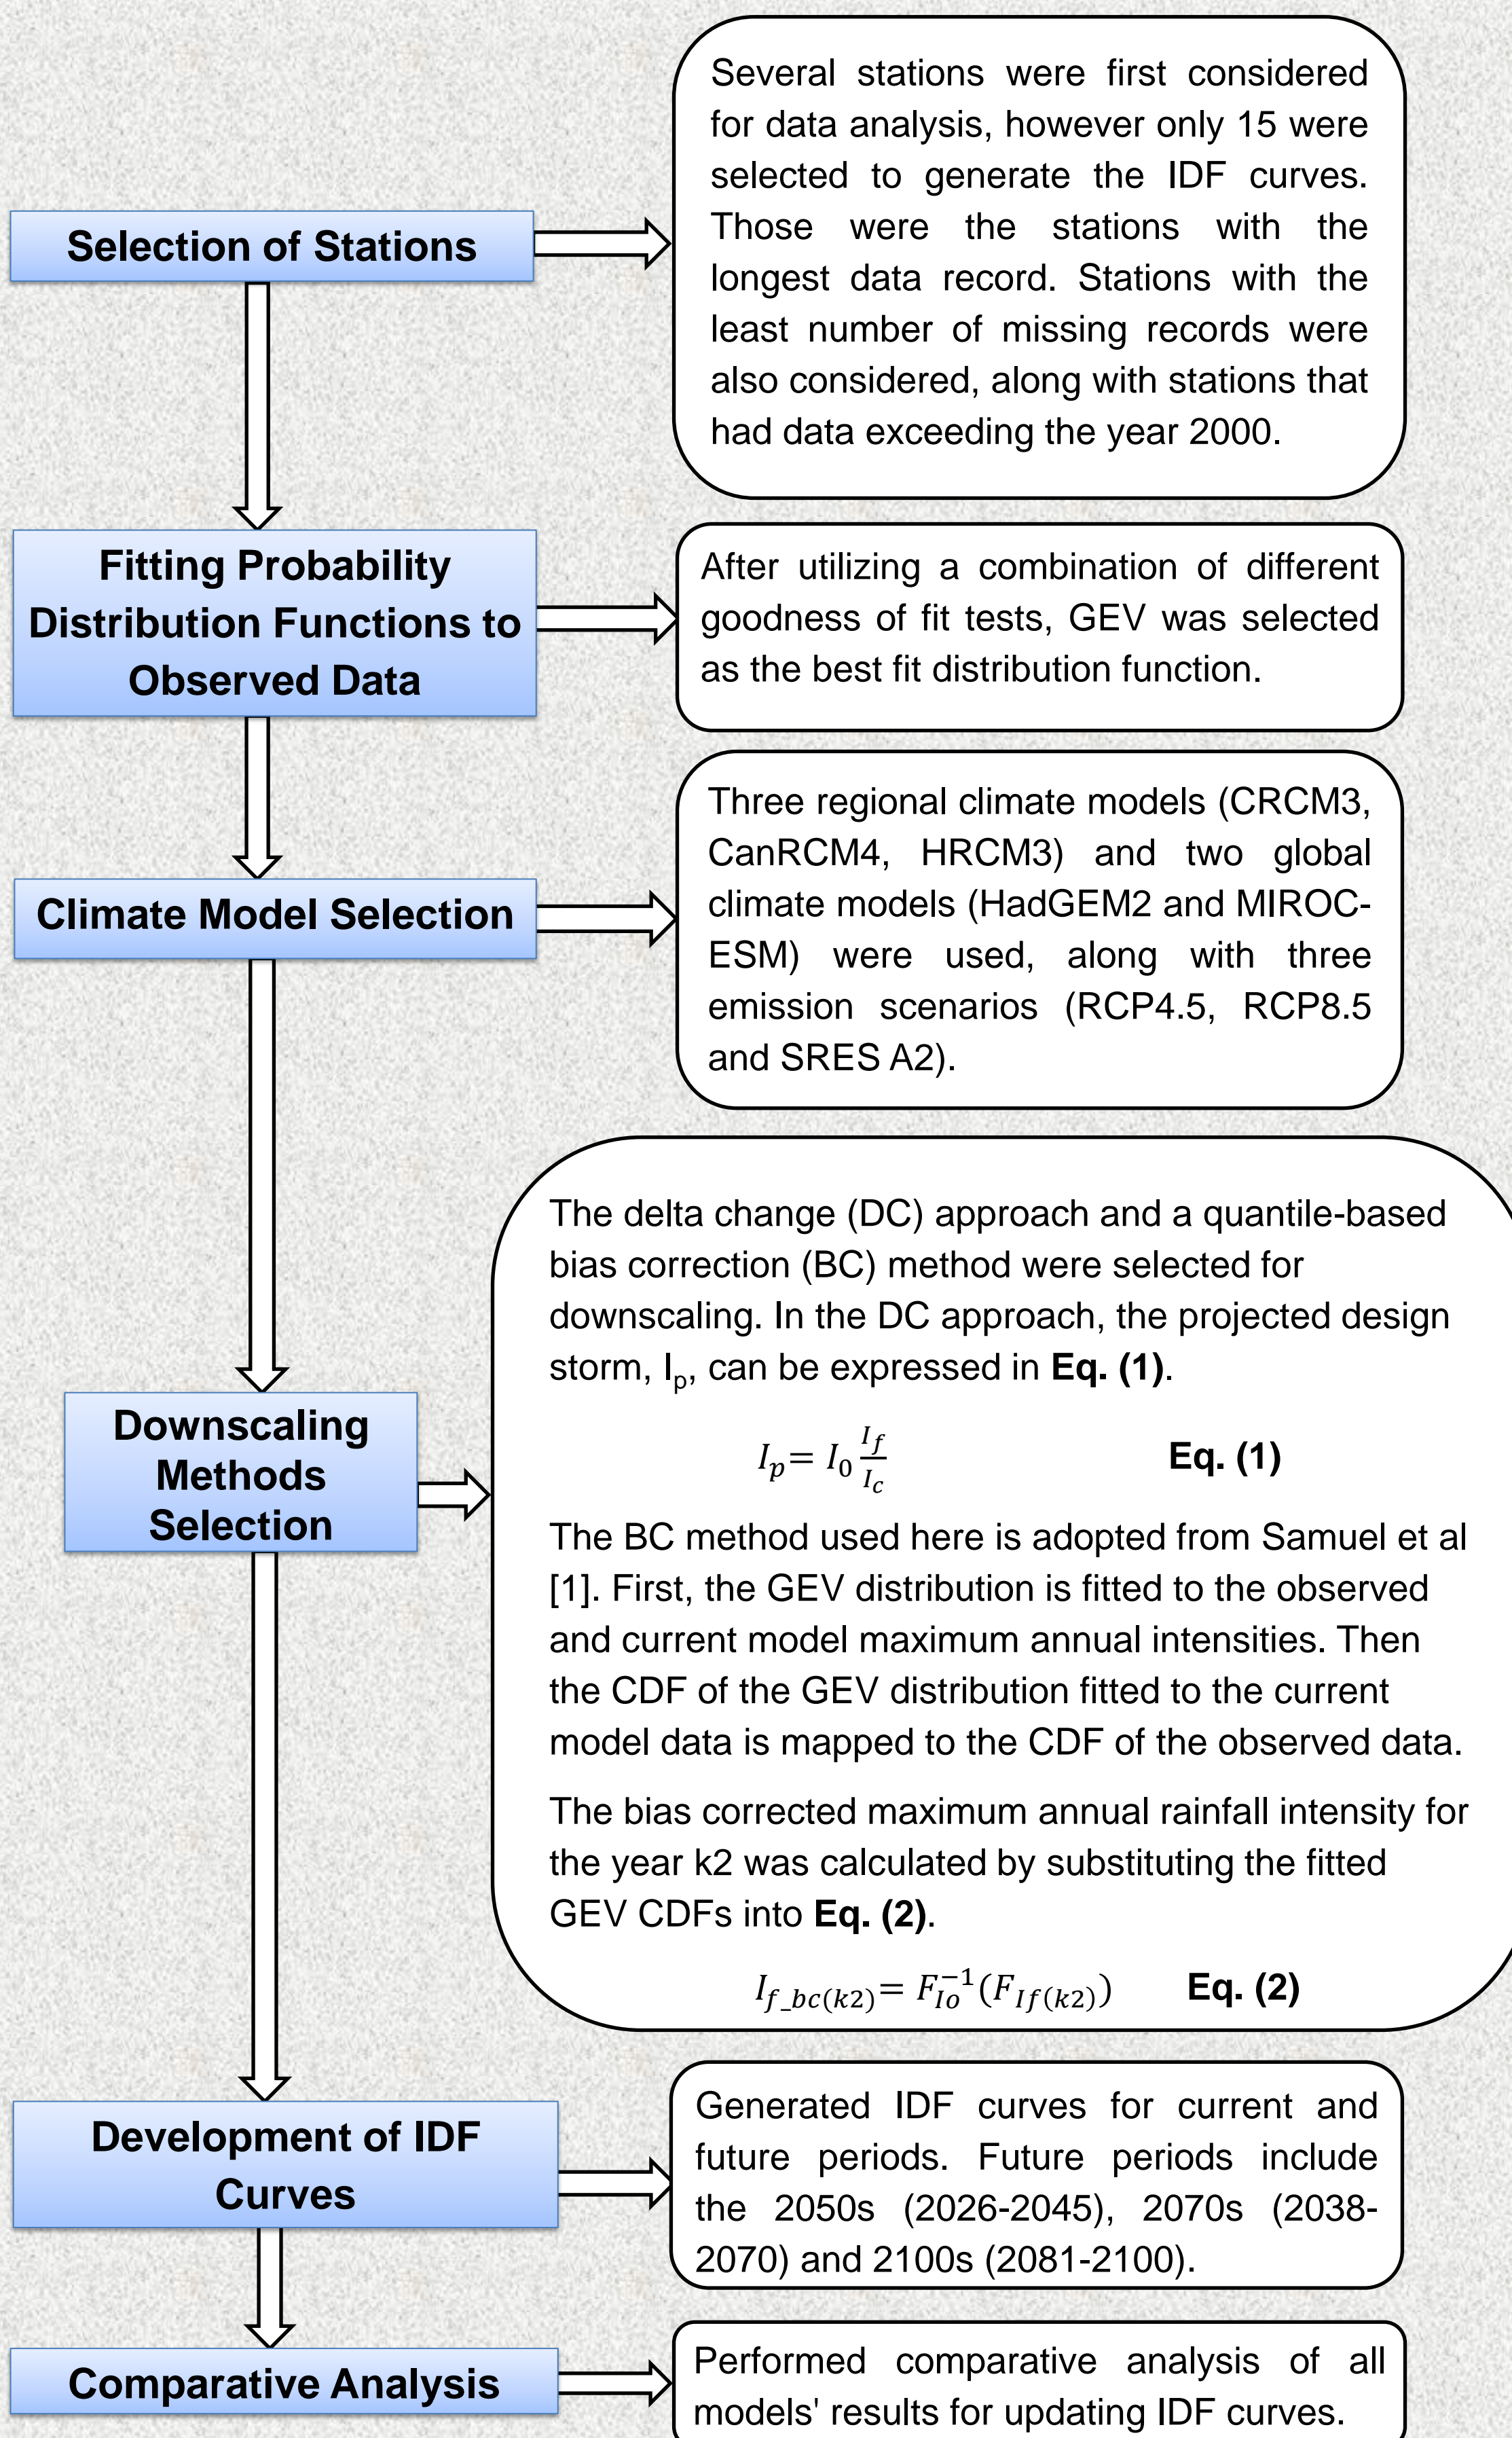 Selection of Stations
Several stations were first considered
for data analysis, however only 15 were
selected to generate the IDF curves.
Those were the stations with the
longest data record. Stations with the
least number of missing records were
also considered, along with stations that
had data exceeding the year 2000.
Fitting Probability
Distribution Functions to
Observed Data
After utilizing a combination of different
goodness of fit tests, GEV was selected
as the best fit distribution function.
Climate Model Selection
Three regional climate models (CRCM3,
CanRCM4, HRCM3) and two global
climate models (HadGEM2 and MIROC-
ESM) were used, along with three
emission scenarios (RCP4.5, RCP8.5
and SRES A2).
Downscaling
Methods
Selection
The delta change (DC) approach and a quantile-based
bias correction (BC) method were selected for
downscaling. In the DC approach, the projected design
storm, I_p, can be expressed in Eq. (1).
I_p = I_0 \frac{I_f}{I_c} Eq. (1)
The BC method used here is adopted from Samuel et al
[1]. First, the GEV distribution is fitted to the observed
and current model maximum annual intensities. Then
the CDF of the GEV distribution fitted to the current
model data is mapped to the CDF of the observed data.
The bias corrected maximum annual rainfall intensity for
the year k2 was calculated by substituting the fitted
GEV CDFs into Eq. (2).
I_{f_bc(k2)} = F_{Io}^{-1}(F_{If(k2)}) Eq. (2)
Development of IDF
Curves
Generated IDF curves for current and
future periods. Future periods include
the 2050s (2026-2045), 2070s (2038-
2070) and 2100s (2081-2100).
Comparative Analysis
Performed comparative analysis of all
models' results for updating IDF curves.